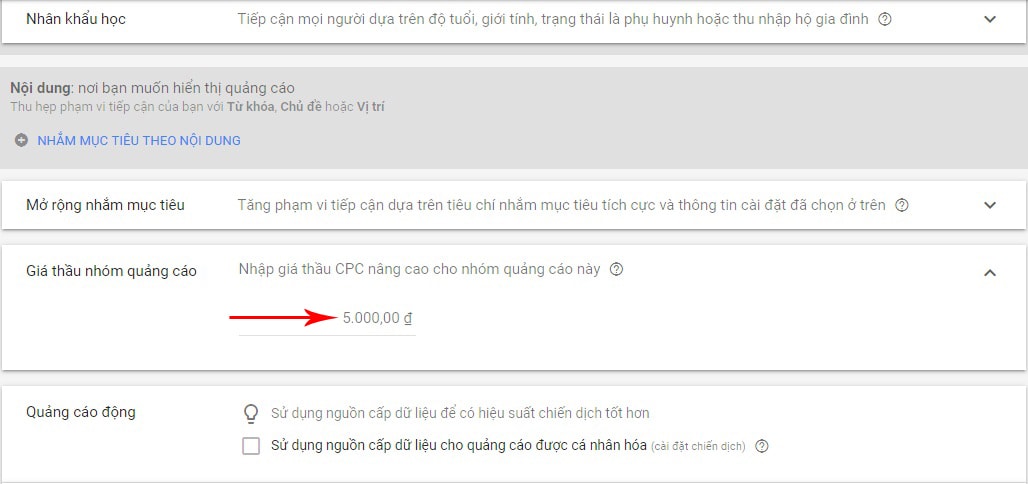 Nhân khẩu học Tiếp cận mọi người dựa trên độ tuổi, giới tính, trạng thái là phụ huynh hoặc thu nhập hộ gia đình
Nội dung: nơi bạn muốn hiển thị quảng cáo
Thu hẹp phạm vi tiếp cận của bạn với Từ khóa, Chủ đề hoặc Vị trí
NHẮM MỤC TIÊU THEO NỘI DUNG
Mở rộng nhắm mục tiêu Tăng phạm vi tiếp cận dựa trên tiêu chí nhắm mục tiêu tích cực và thông tin cài đặt đã chọn ở trên
Giá thầu nhóm quảng cáo Nhập giá thầu CPC nâng cao cho nhóm quảng cáo này
5.000,00 ₫
Quảng cáo động Sử dụng nguồn cấp dữ liệu để có hiệu suất chiến dịch tốt hơn
Sử dụng nguồn cấp dữ liệu cho quảng cáo được cá nhân hóa (cài đặt chiến dịch)